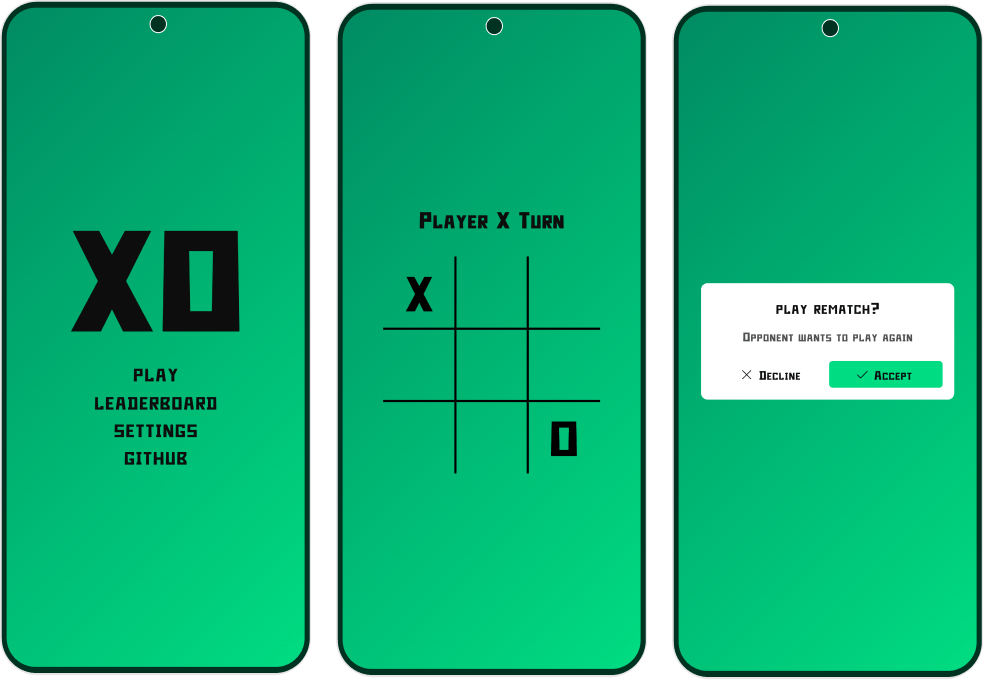 XO
PLAY
LEADERBOARD
SETTINGS
GITHUB
Player X Turn
X
O
PLAY REMATCH?
Opponent wants to play again
Decline
Accept